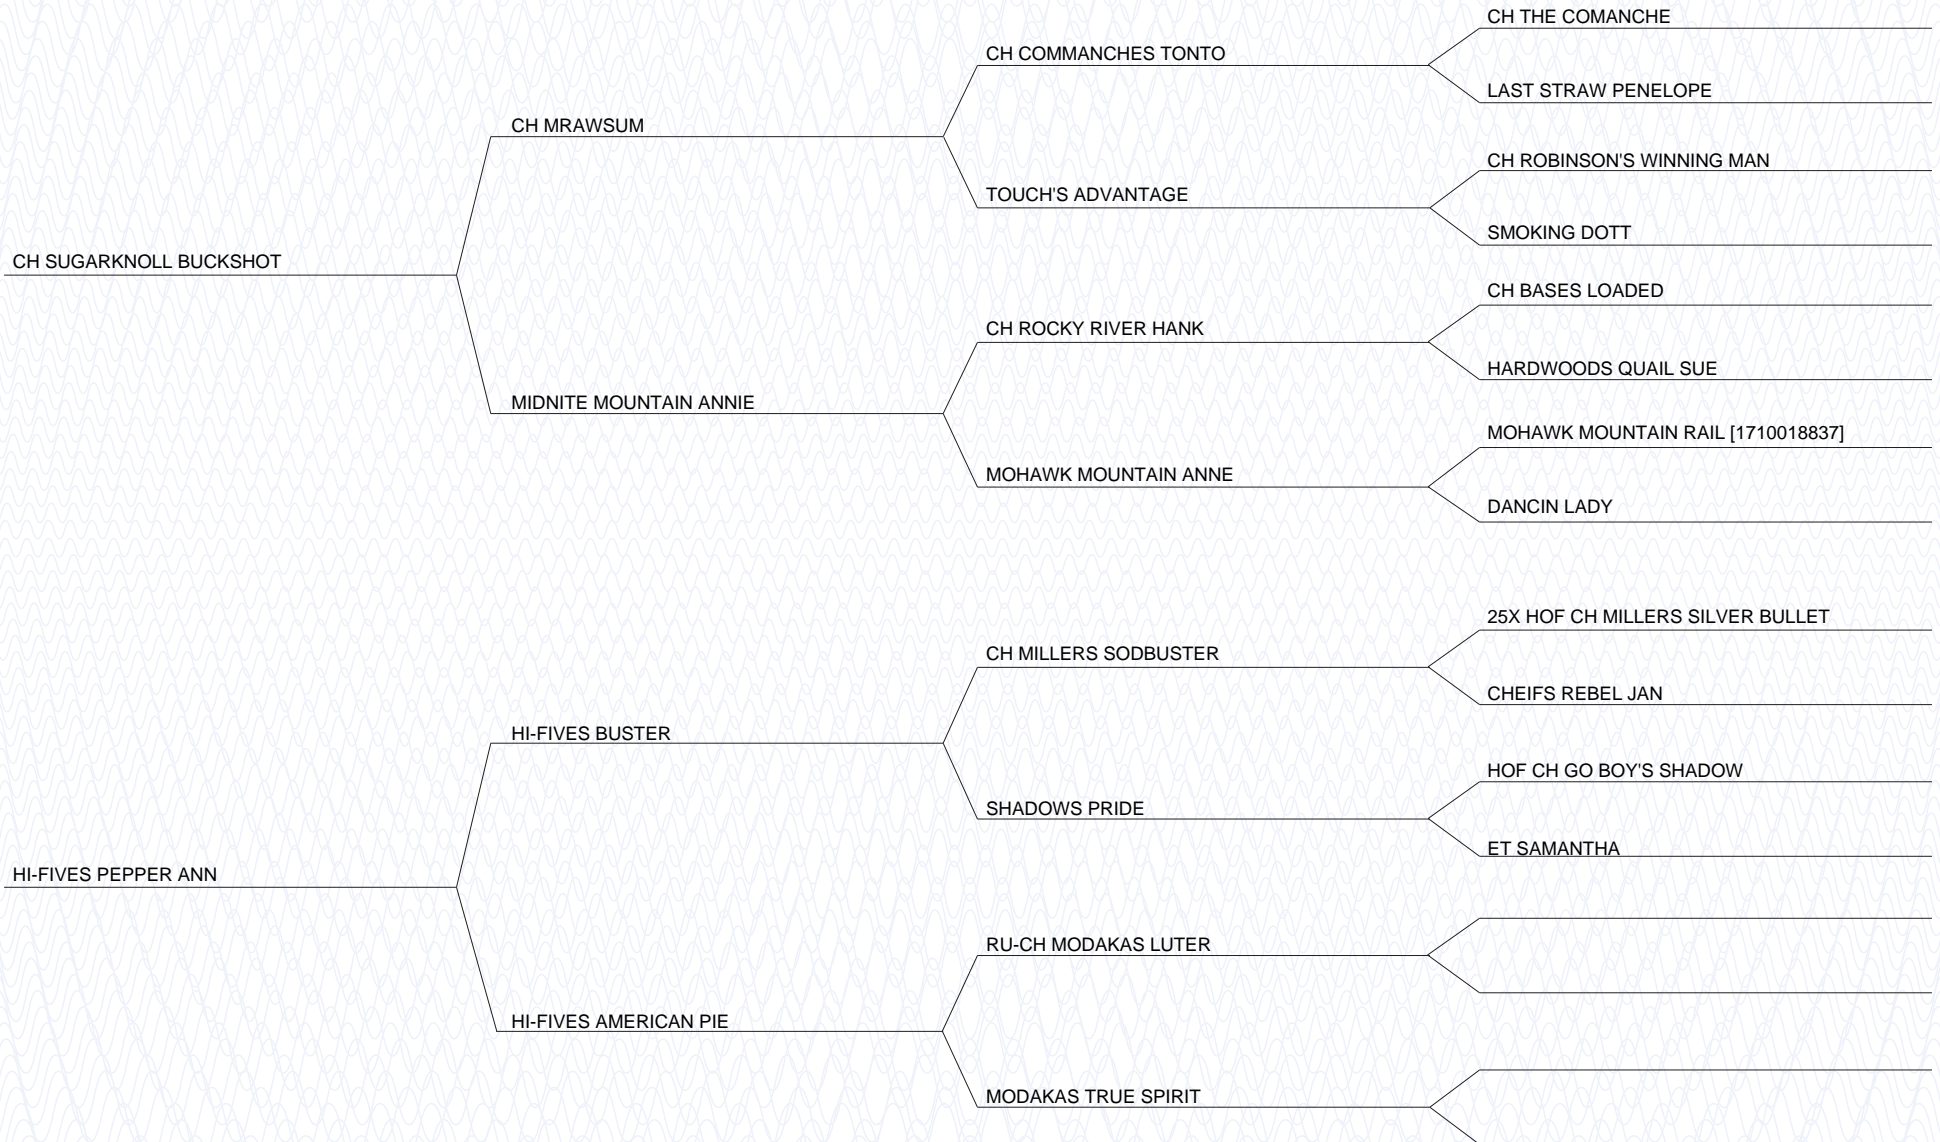 CH THE COMANCHE
CH COMMANCHES TONTO
LAST STRAW PENELOPE
CH MRAWSUM
CH ROBINSON'S WINNING MAN
TOUCH'S ADVANTAGE
SMOKING DOTT
CH SUGARKNOLL BUCKSHOT
CH BASES LOADED
CH ROCKY RIVER HANK
HARDWOODS QUAIL SUE
MIDNITE MOUNTAIN ANNIE
MOHAWK MOUNTAIN RAIL [1710018837]
MOHAWK MOUNTAIN ANNE
DANCIN LADY
25X HOF CH MILLERS SILVER BULLET
CH MILLERS SODBUSTER
CHEIFS REBEL JAN
HI-FIVES BUSTER
HOF CH GO BOY'S SHADOW
SHADOWS PRIDE
ET SAMANTHA
HI-FIVES PEPPER ANN
RU-CH MODAKAS LUTER
HI-FIVES AMERICAN PIE
MODAKAS TRUE SPIRIT